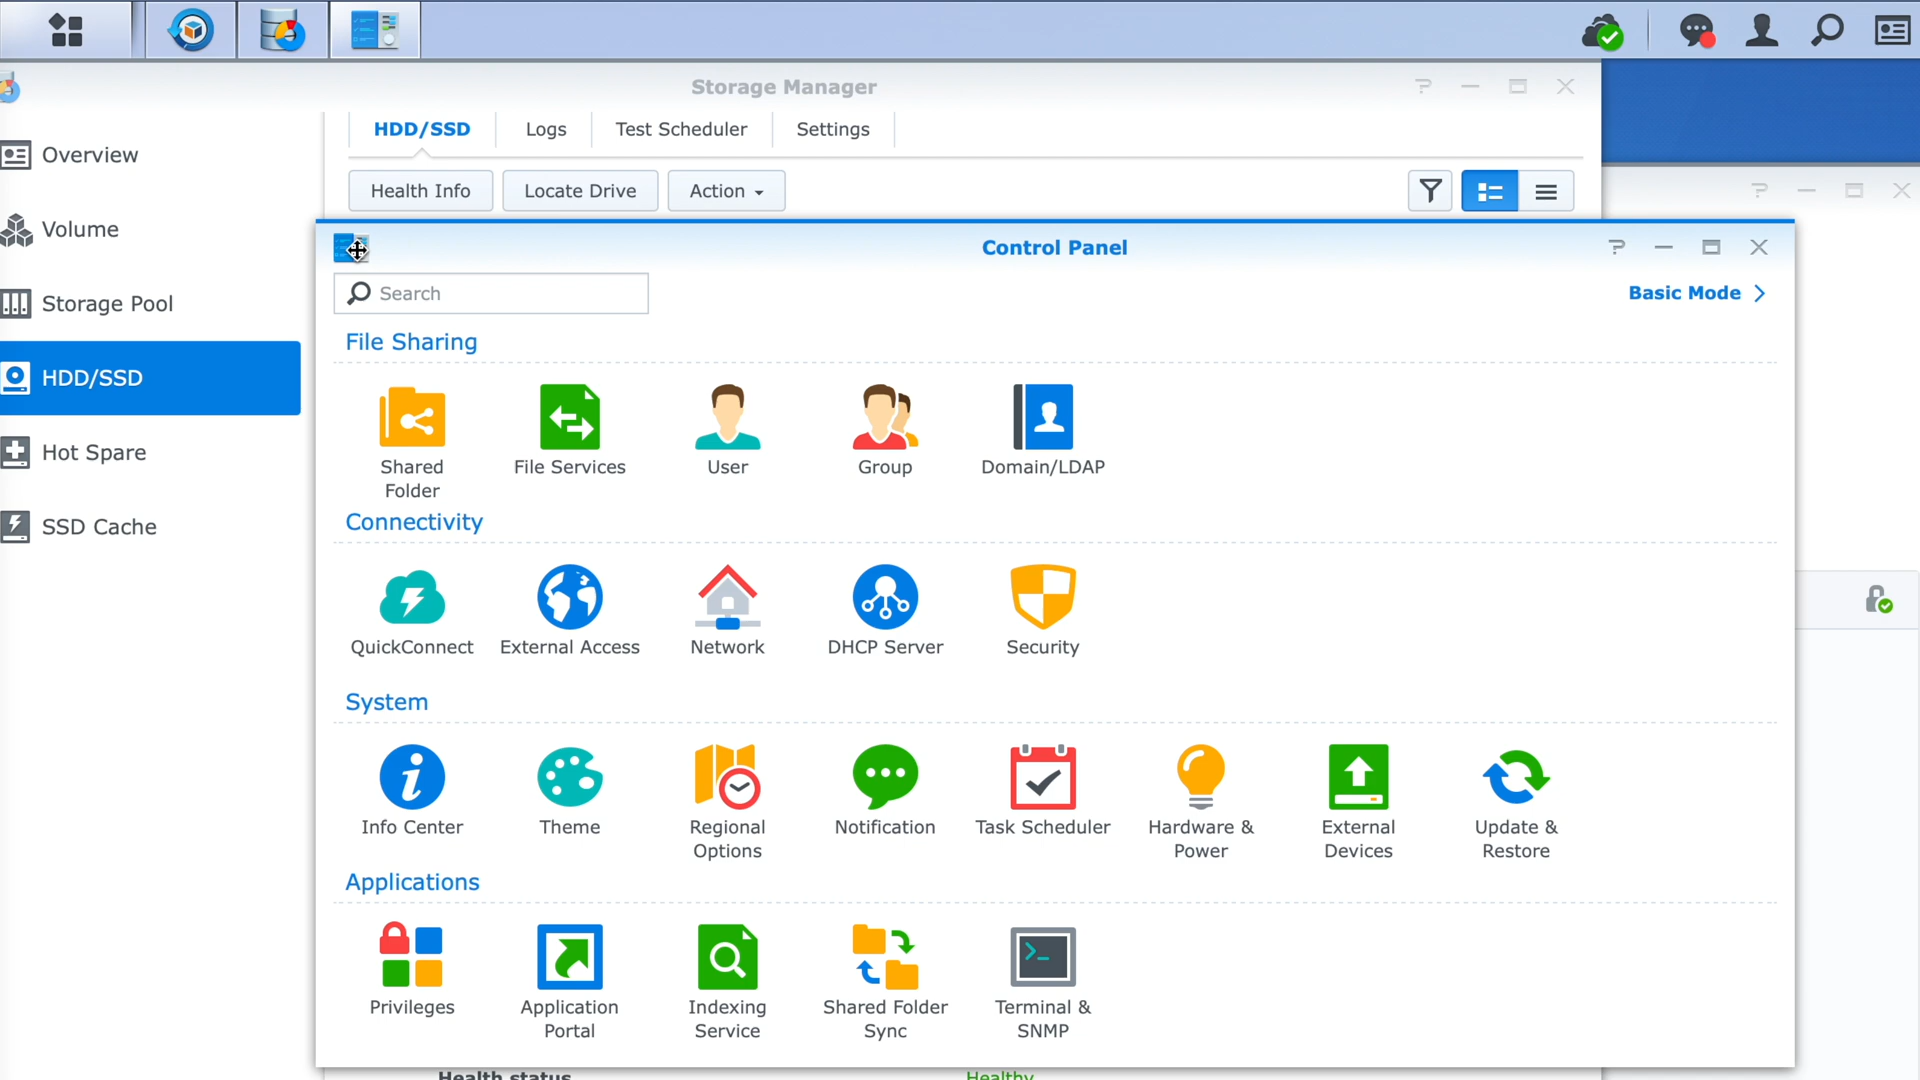 Storage Manager
Overview
Volume
Storage Pool
HDD/SSD
Hot Spare
SSD Cache
HDD/SSD
Logs
Test Scheduler
Settings
Health Info
Locate Drive
Action
Control Panel
Search
Basic Mode
File Sharing
Shared
Folder
File Services
User
Group
Domain/LDAP
Connectivity
QuickConnect
External Access
Network
DHCP Server
Security
System
Info Center
Theme
Regional
Options
Notification
Task Scheduler
Hardware &
Power
External
Devices
Update &
Restore
Applications
Privileges
Application
Portal
Indexing
Service
Shared Folder
Sync
Terminal &
SNMP
Health status
Healthy